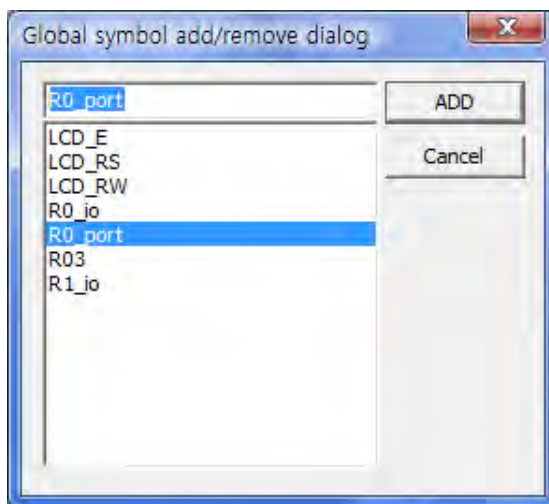 Global symbol add/remove dialog
R0_port
ADD
LCD_E
LCD_RS
LCD_RW
R0_io
R0_port
R03
R1_io
Cancel